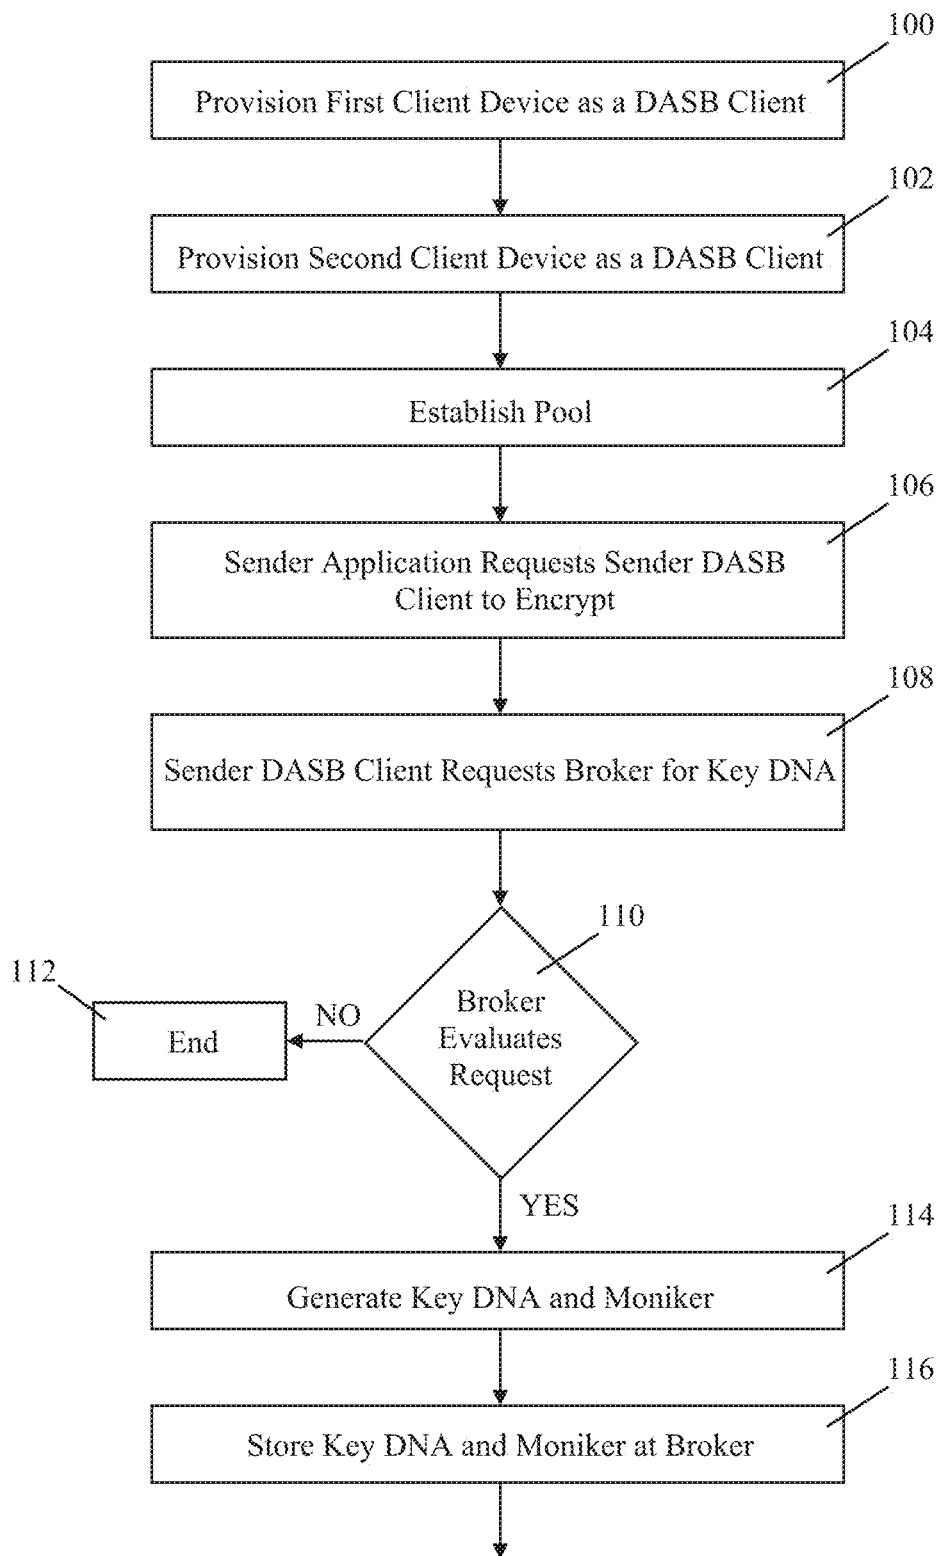 100
Provision First Client Device as a DASB Client
102
Provision Second Client Device as a DASB Client
104
Establish Pool
106
Sender Application Requests Sender DASB
Client to Encrypt
108
Sender DASB Client Requests Broker for Key DNA
110
Broker
Evaluates
Request
112
End
NO
YES
114
Generate Key DNA and Moniker
116
Store Key DNA and Moniker at Broker